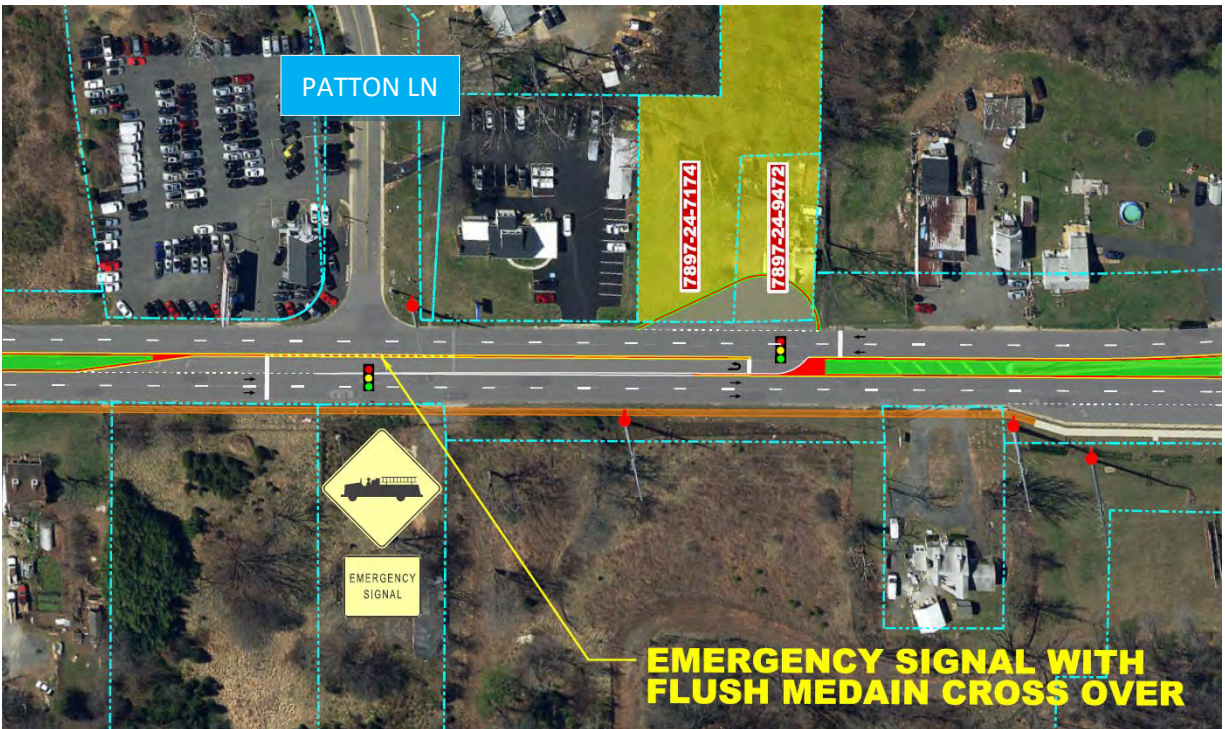 PATTON LN
7897-24-7174
7897-24-9472
EMERGENCY
SIGNAL
EMERGENCY SIGNAL WITH
FLUSH MEDAIN CROSS OVER